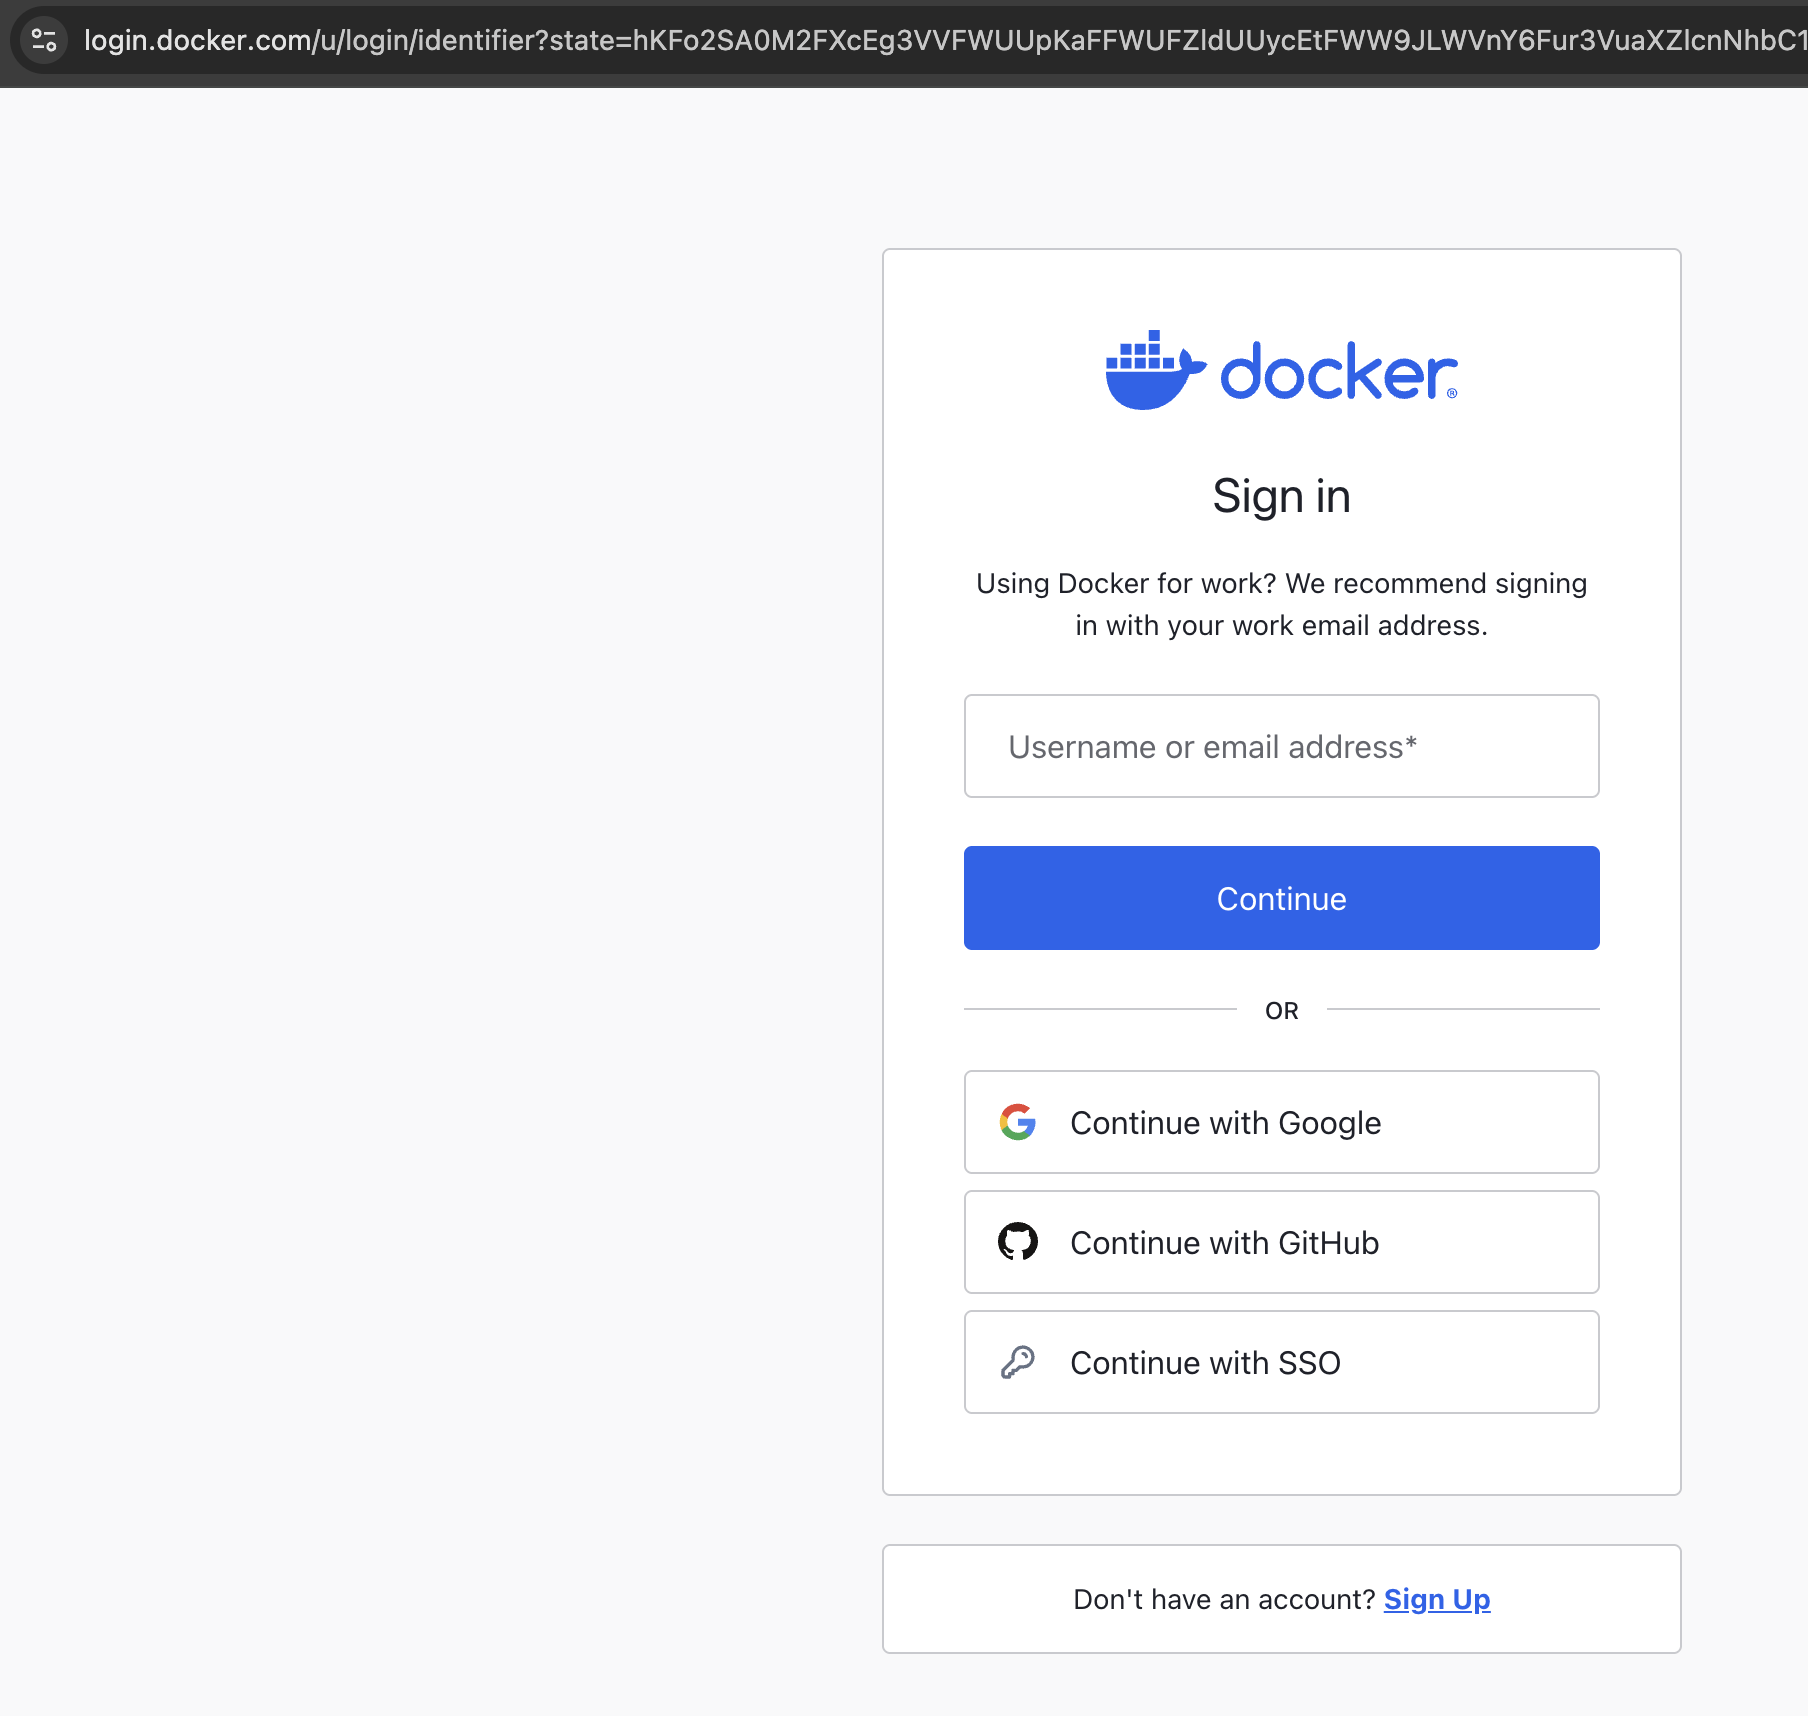 login.docker.com/u/login/identifier?state=hKFo2SA0M2FXcEg3VVFWUUpKaFFWUFZldUUycEtFWW9JLWVnY6Fur3VuaXZlcnNhbC1
docker®
Sign in
Using Docker for work? We recommend signing
in with your work email address.
Username or email address*
Continue
OR
Continue with Google
Continue with GitHub
Continue with SSO
Don't have an account? Sign Up